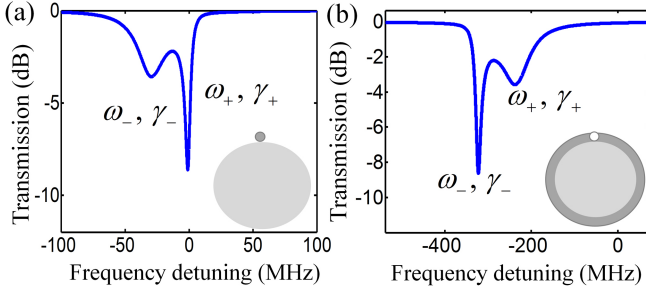 (a)
0
-5
-10
Transmission (dB)
ω₋, γ₋
ω₊, γ₊
-100 -50 0 50 100
Frequency detuning (MHz)
(b)
0
-2
-4
-6
-8
-10
Transmission (dB)
ω₊, γ₊
ω₋, γ₋
-400 -200 0
Frequency detuning (MHz)